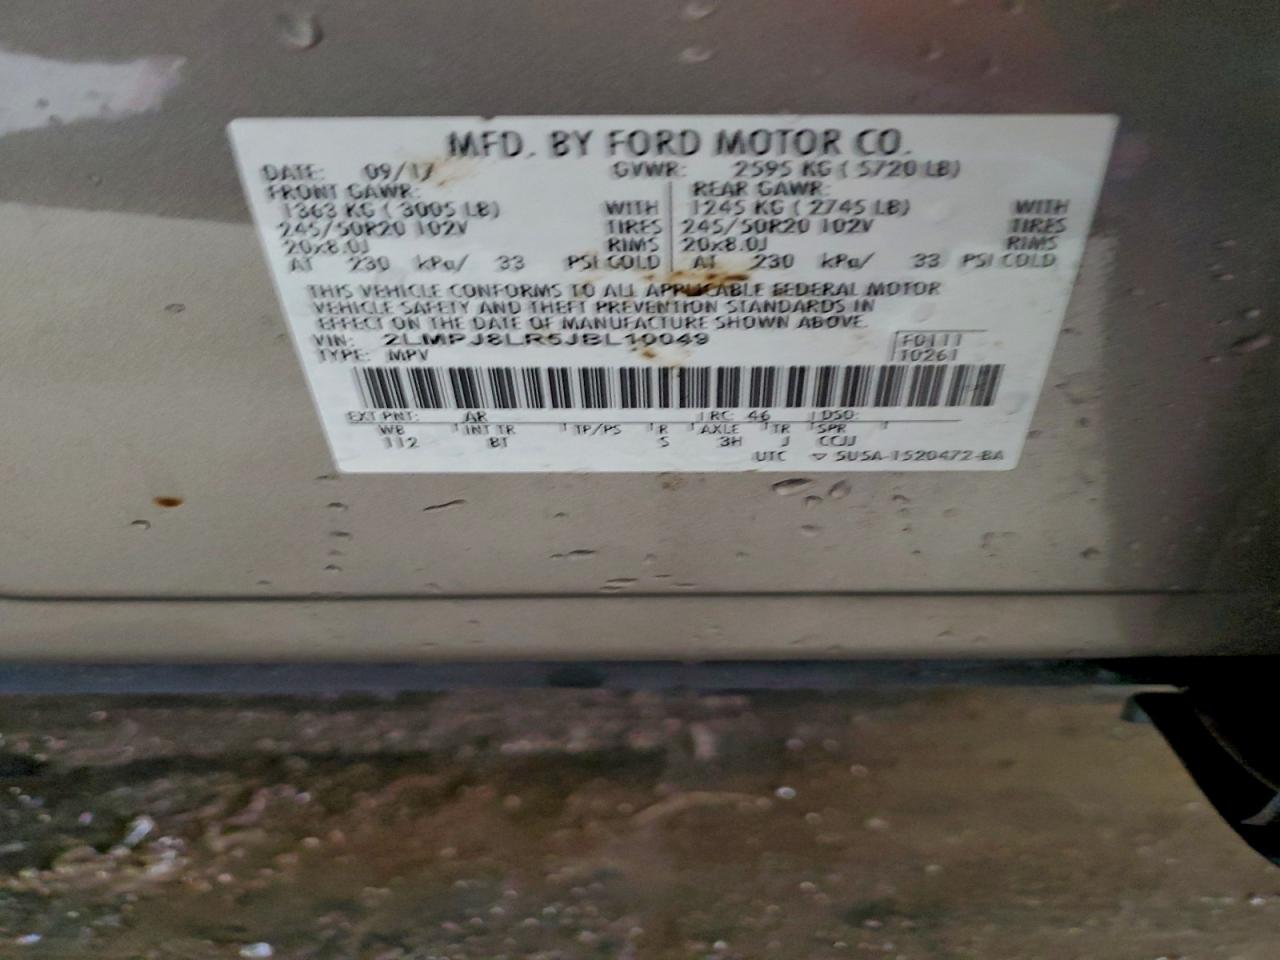 MFD. BY FORD MOTOR CO.
DATE: 09/17 GVWR: 2595 KG ( 5720 LB)
FRONT GAWR: REAR GAWR:
1363 KG ( 3005 LB) WITH 1245 KG ( 2745 LB) WITH
245/50R20 102V TIRES 245/50R20 102V TIRES
20x8.0J RIMS 20x8.0J RIMS
AT 230 kPa/ 33 PSI COLD AT 230 kPa/ 33 PSI COLD
THIS VEHICLE CONFORMS TO ALL APPLICABLE FEDERAL MOTOR
VEHICLE SAFETY AND THEFT PREVENTION STANDARDS IN
EFFECT ON THE DATE OF MANUFACTURE SHOWN ABOVE.
VIN: 2LMPJ8LR5JBL10049 F0111
TYPE: MPV 10261
EXT PNT: AR RC: 46 DSO:
WB INT TR TP/PS R AXLE TR SPR
112 BT S 3H J CCJJ
UTC 5U5A-1520472-BA